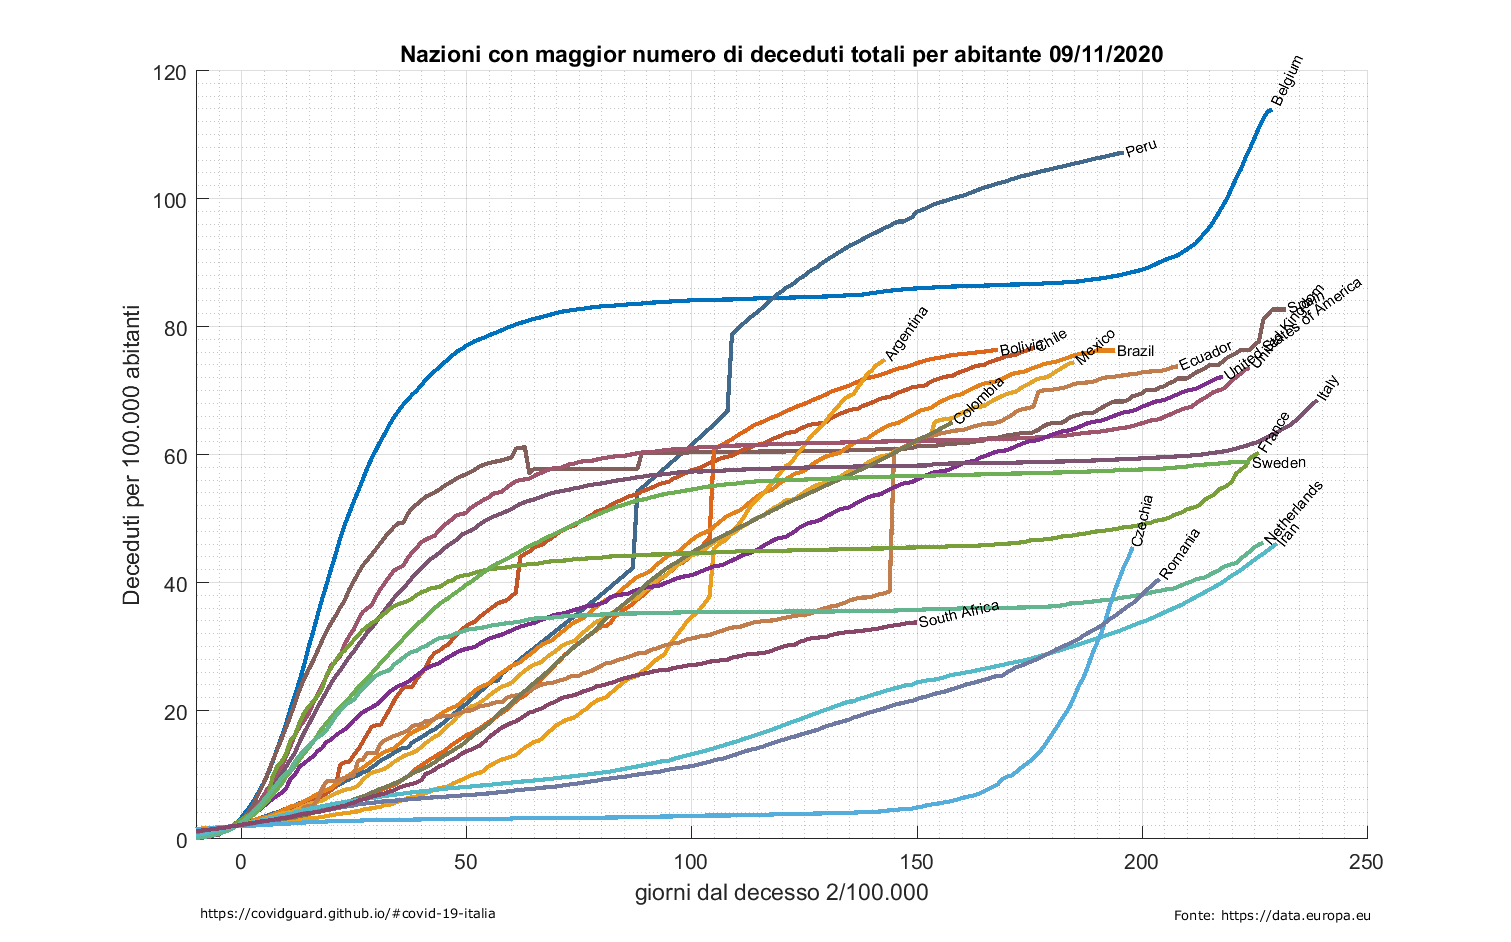 Nazioni con maggior numero di deceduti totali per abitante 09/11/2020
Deceduti per 100.000 abitanti
120
100
80
60
40
20
0
Belgium
Peru
Argentina
Bolivia
Chile
Mexico
Brazil
Ecuador
Spain
United Kingdom
United States of America
Colombia
Italy
France
Sweden
Czechia
Netherlands
Iran
Romania
South Africa
0
50
100
150
200
250
giorni dal decesso 2/100.000
https://covidguard.github.io/#covid-19-italia
Fonte: https://data.europa.eu